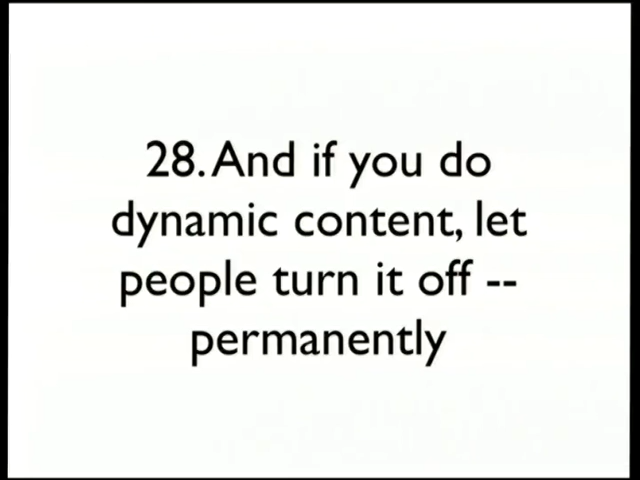 28. And if you do
dynamic content, let
people turn it off --
permanently